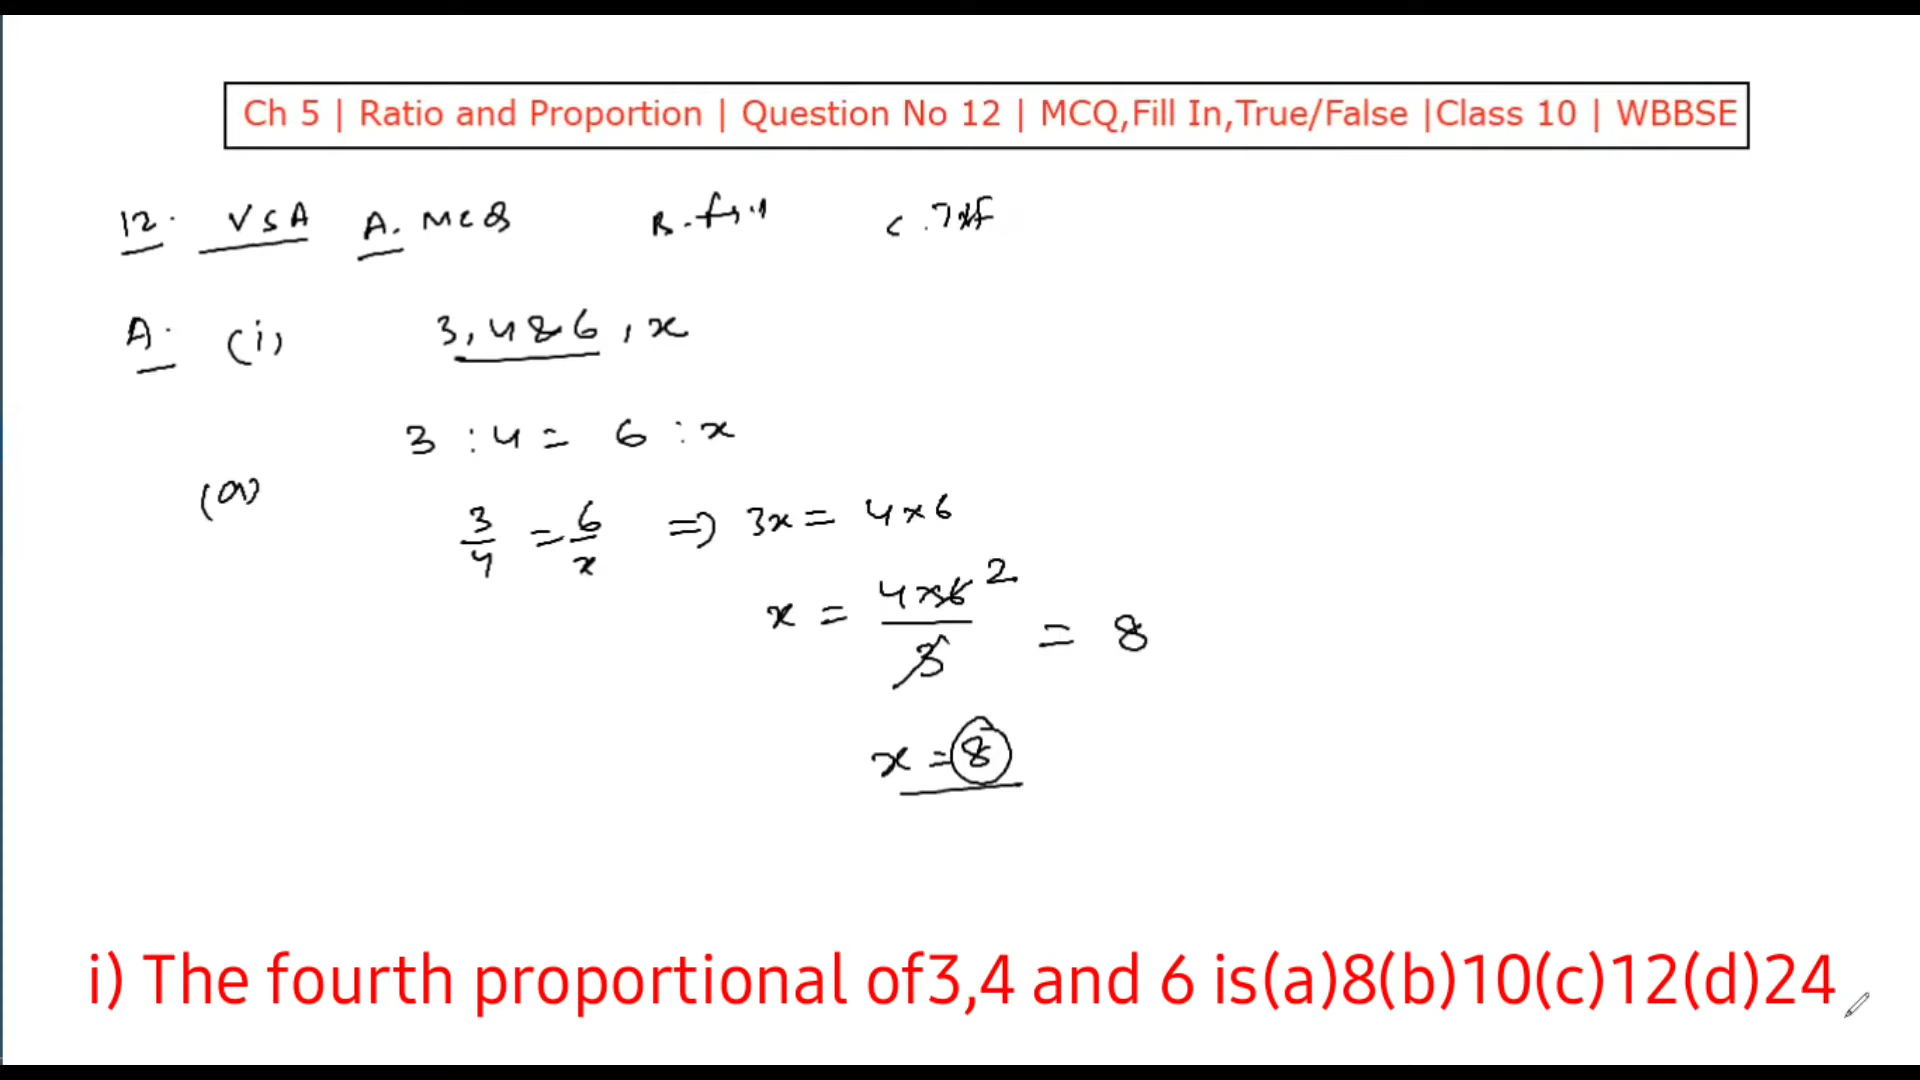 Ch 5 | Ratio and Proportion | Question No 12 | MCQ,Fill In,True/False |Class 10 | WBBSE
12. VSA A. MCQ B. fill C. T/F
A. (i) 3, 4 & 6, x
3 : 4 = 6 : x
(a)
3/4 = 6/x ⇒ 3x = 4×6
x = 4×6 2/3 = 8
x = 8
i) The fourth proportional of3,4 and 6 is(a)8(b)10(c)12(d)24